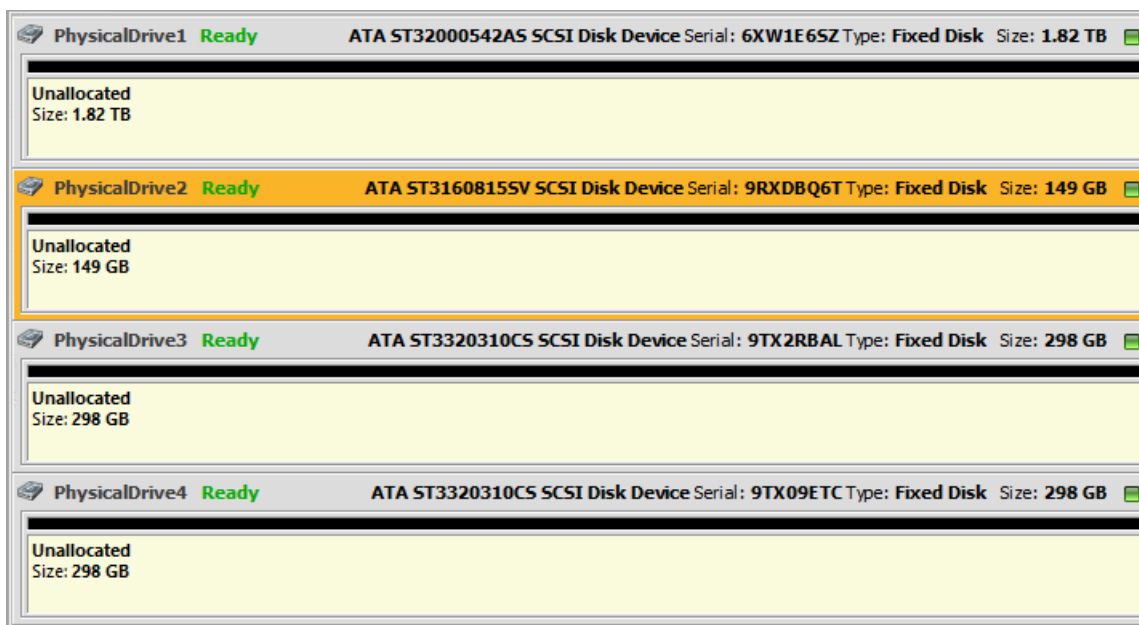 PhysicalDrive1 Ready ATA ST32000542AS SCSI Disk Device Serial: 6XW1E6SZ Type: Fixed Disk Size: 1.82 TB
Unallocated
Size: 1.82 TB
PhysicalDrive2 Ready ATA ST3160815SV SCSI Disk Device Serial: 9RXDBQ6T Type: Fixed Disk Size: 149 GB
Unallocated
Size: 149 GB
PhysicalDrive3 Ready ATA ST3320310CS SCSI Disk Device Serial: 9TX2RBAL Type: Fixed Disk Size: 298 GB
Unallocated
Size: 298 GB
PhysicalDrive4 Ready ATA ST3320310CS SCSI Disk Device Serial: 9TX09ETC Type: Fixed Disk Size: 298 GB
Unallocated
Size: 298 GB